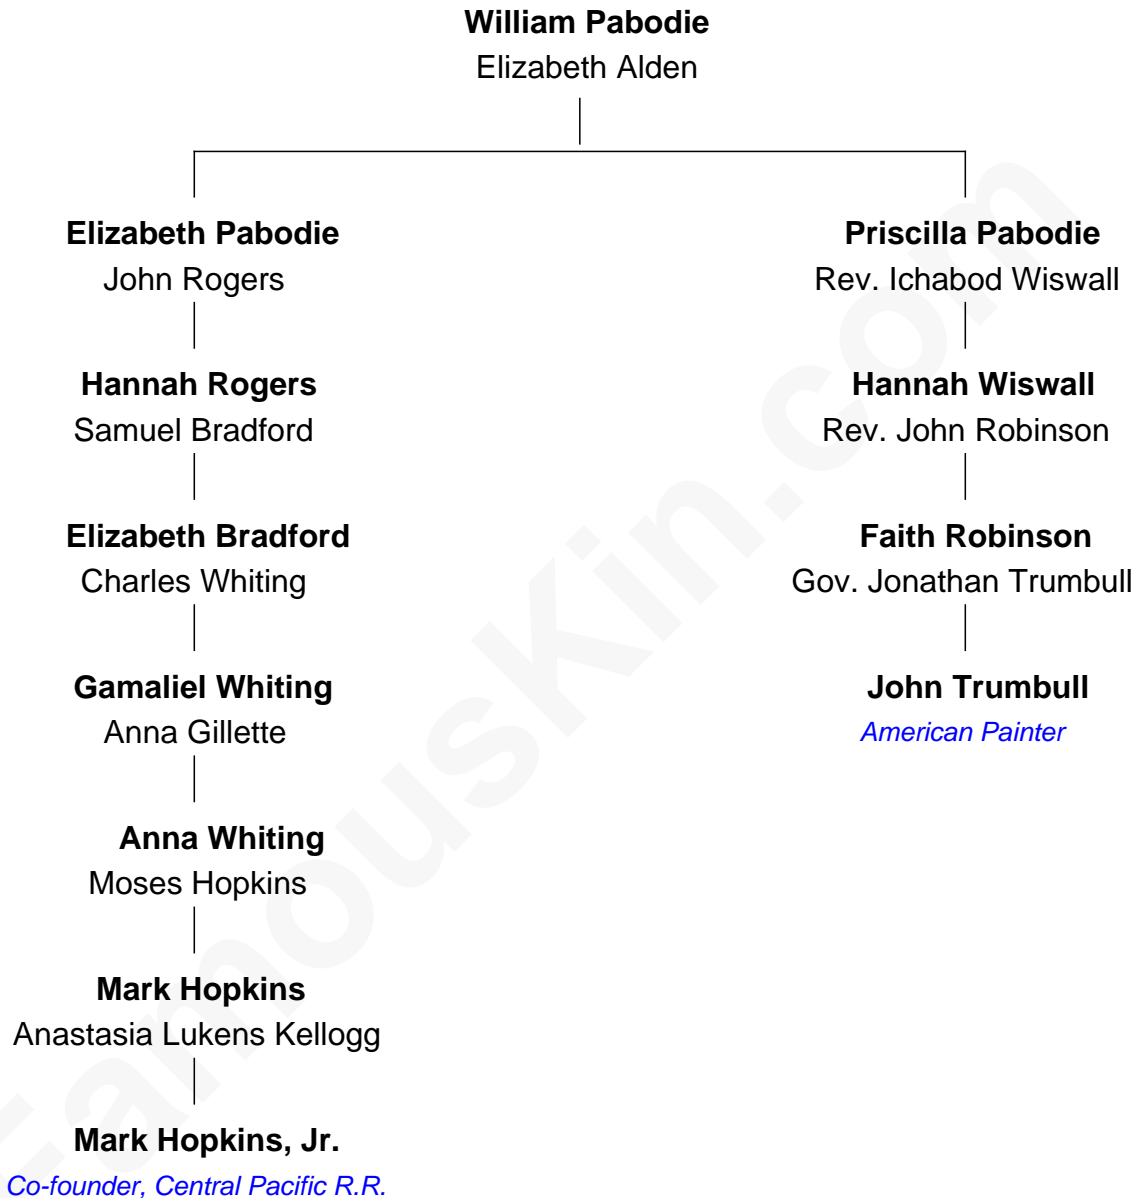 William Pabodie
Elizabeth Alden
Elizabeth Pabodie
John Rogers
Priscilla Pabodie
Rev. Ichabod Wiswall
Hannah Rogers
Samuel Bradford
Hannah Wiswall
Rev. John Robinson
Elizabeth Bradford
Charles Whiting
Faith Robinson
Gov. Jonathan Trumbull
Gamaliel Whiting
Anna Gillette
John Trumbull
American Painter
Anna Whiting
Moses Hopkins
Mark Hopkins
Anastasia Lukens Kellogg
Mark Hopkins, Jr.
Co-founder, Central Pacific R.R.
FamousKin.com